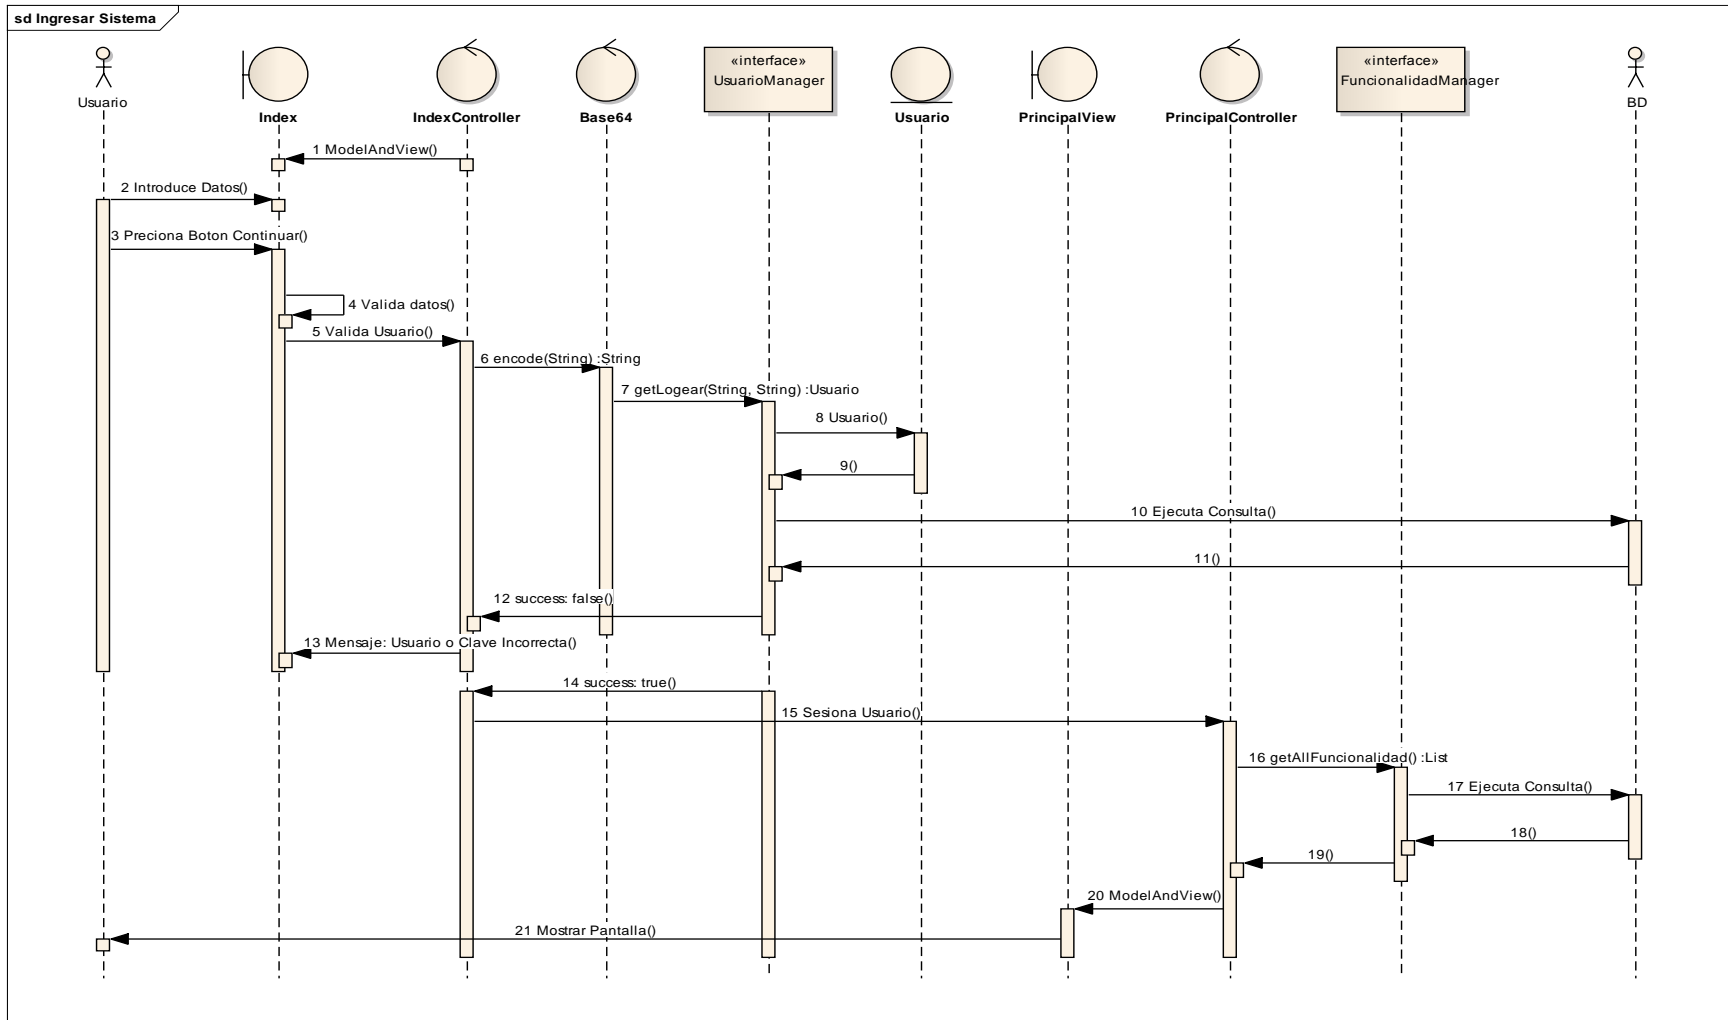 sd Ingresar Sistema
Usuario
Index
IndexController
Base64
«interface»
UsuarioManager
Usuario
PrincipalView
PrincipalController
«interface»
FuncionalidadManager
BD
1 ModelAndView()
2 Introduce Datos()
3 Preciona Boton Continuar()
4 Valida datos()
5 Valida Usuario()
6 encode(String) :String
7 getLogear(String, String) :Usuario
8 Usuario()
9()
10 Ejecuta Consulta()
11()
12 success: false()
13 Mensaje: Usuario o Clave Incorrecta()
14 success: true()
15 Sesiona Usuario()
16 getAllFuncionalidad() :List
17 Ejecuta Consulta()
18()
19()
20 ModelAndView()
21 Mostrar Pantalla()